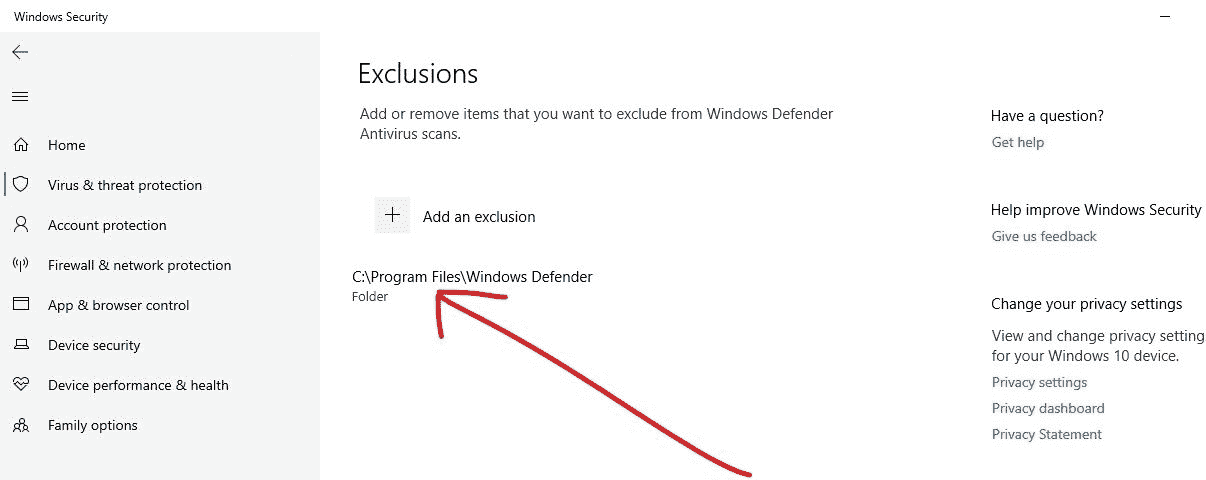 Windows Security
Home
Virus & threat protection
Account protection
Firewall & network protection
App & browser control
Device security
Device performance & health
Family options
Exclusions
Add or remove items that you want to exclude from Windows Defender
Antivirus scans.
Add an exclusion
C:\Program Files\Windows Defender
Folder
Have a question?
Get help
Help improve Windows Security
Give us feedback
Change your privacy settings
View and change privacy setting
for your Windows 10 device.
Privacy settings
Privacy dashboard
Privacy Statement